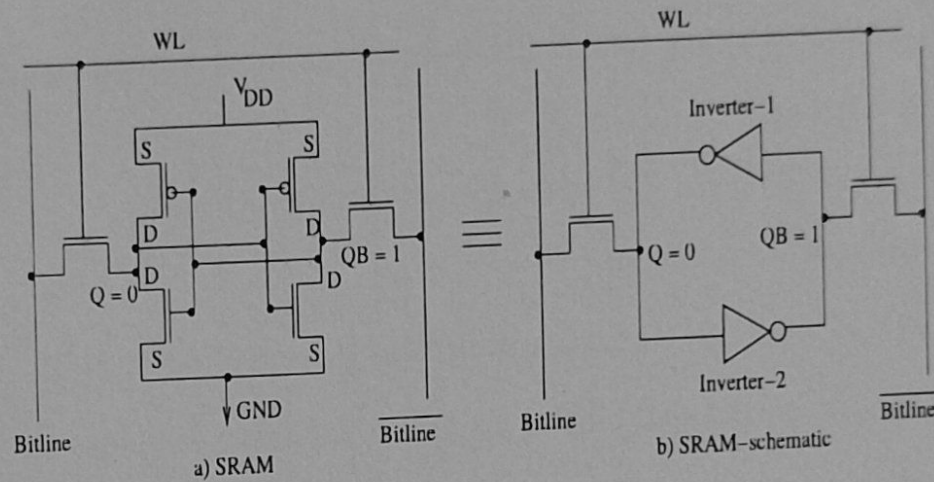 WL
V DD
S
S
D
D
Q = 0
D
D
QB = 1
S
S
GND
Bitline
Bitline
a) SRAM
WL
Inverter-1
Q = 0
QB = 1
Inverter-2
Bitline
Bitline
b) SRAM-schematic